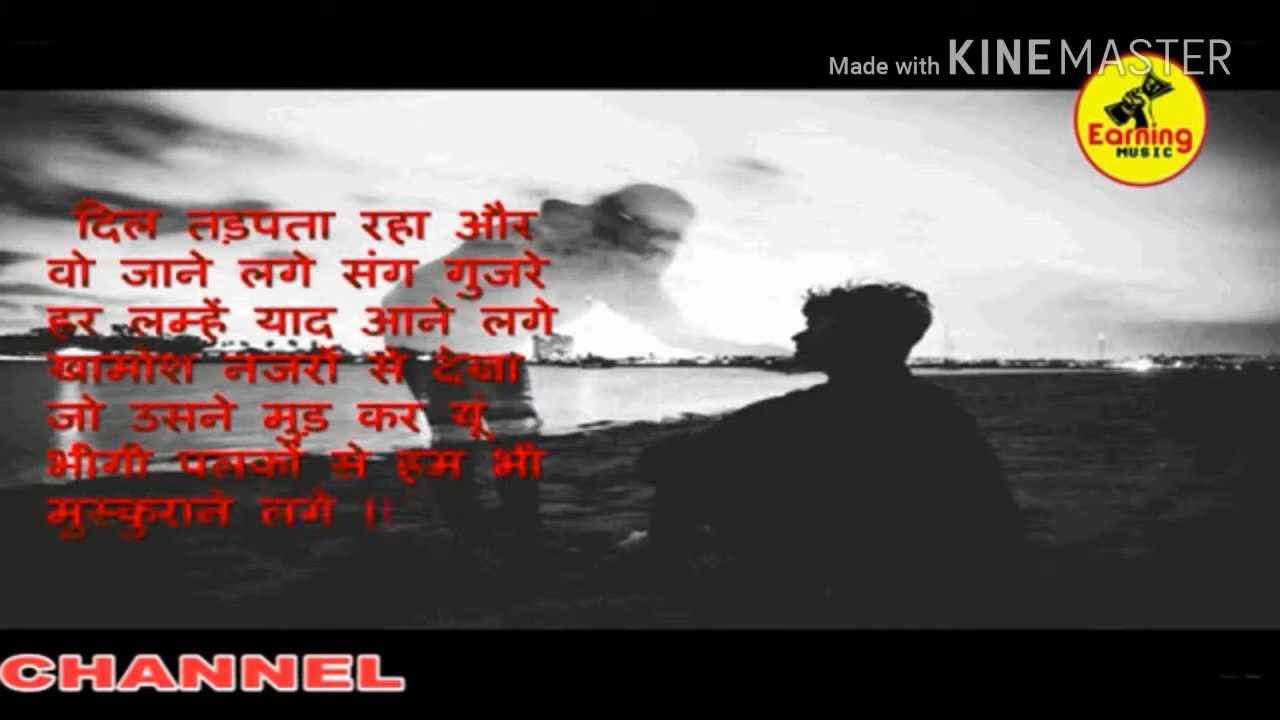 Made with KINEMASTER
Earning
MUSIC
दिल तड़पता रहा और
वो जाने लगे संग गुजरे
हर लम्हें याद आने लगे
खामोश नजरों से देखा
जो उसने मुड़ कर यूं
भीगी पलकों से हम भी
मुस्कुराने लगे ।।
CHANNEL